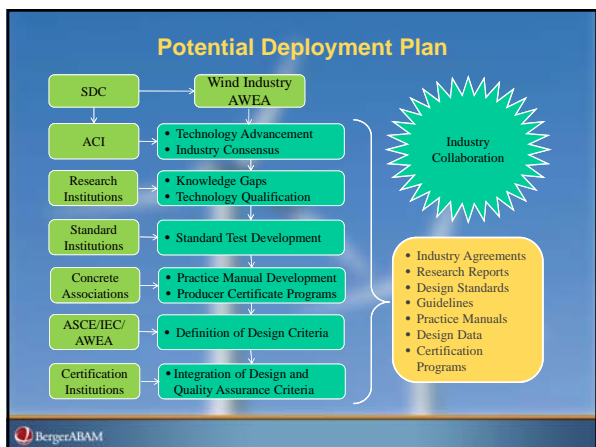 Potential Deployment Plan
SDC
Wind Industry
AWEA
ACI
• Technology Advancement
• Industry Consensus
Research
Institutions
• Knowledge Gaps
• Technology Qualification
Standard
Institutions
• Standard Test Development
Concrete
Associations
• Practice Manual Development
• Producer Certificate Programs
ASCE/IEC/
AWEA
• Definition of Design Criteria
Certification
Institutions
• Integration of Design and
Quality Assurance Criteria
Industry
Collaboration
• Industry Agreements
• Research Reports
• Design Standards
• Guidelines
• Practice Manuals
• Design Data
• Certification
Programs
BergerABAM